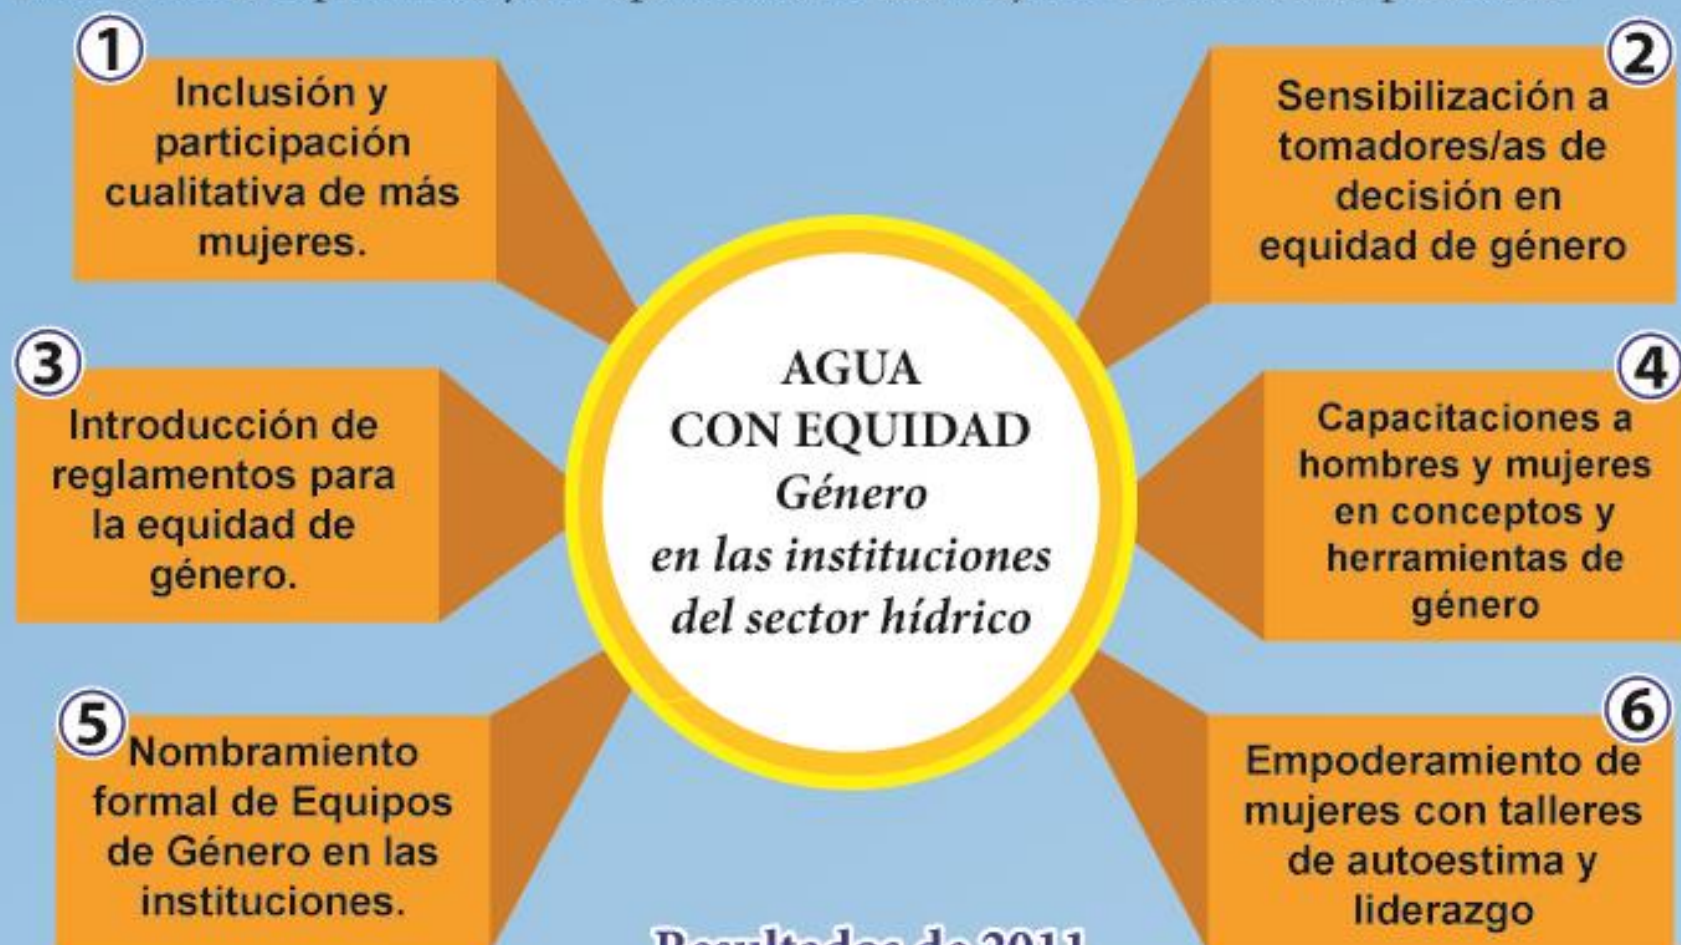 1
Inclusión y
participación
cualitativa de más
mujeres.
2
Sensibilización a
tomadores/as de
decisión en
equidad de género
3
Introducción de
reglamentos para
la equidad de
género.
AGUA
CON EQUIDAD
Género
en las instituciones
del sector hídrico
4
Capacitaciones a
hombres y mujeres
en conceptos y
herramientas de
género
5
Nombramiento
formal de Equipos
de Género en las
instituciones.
6
Empoderamiento de
mujeres con talleres
de autoestima y
liderazgo
Resultados de 2011